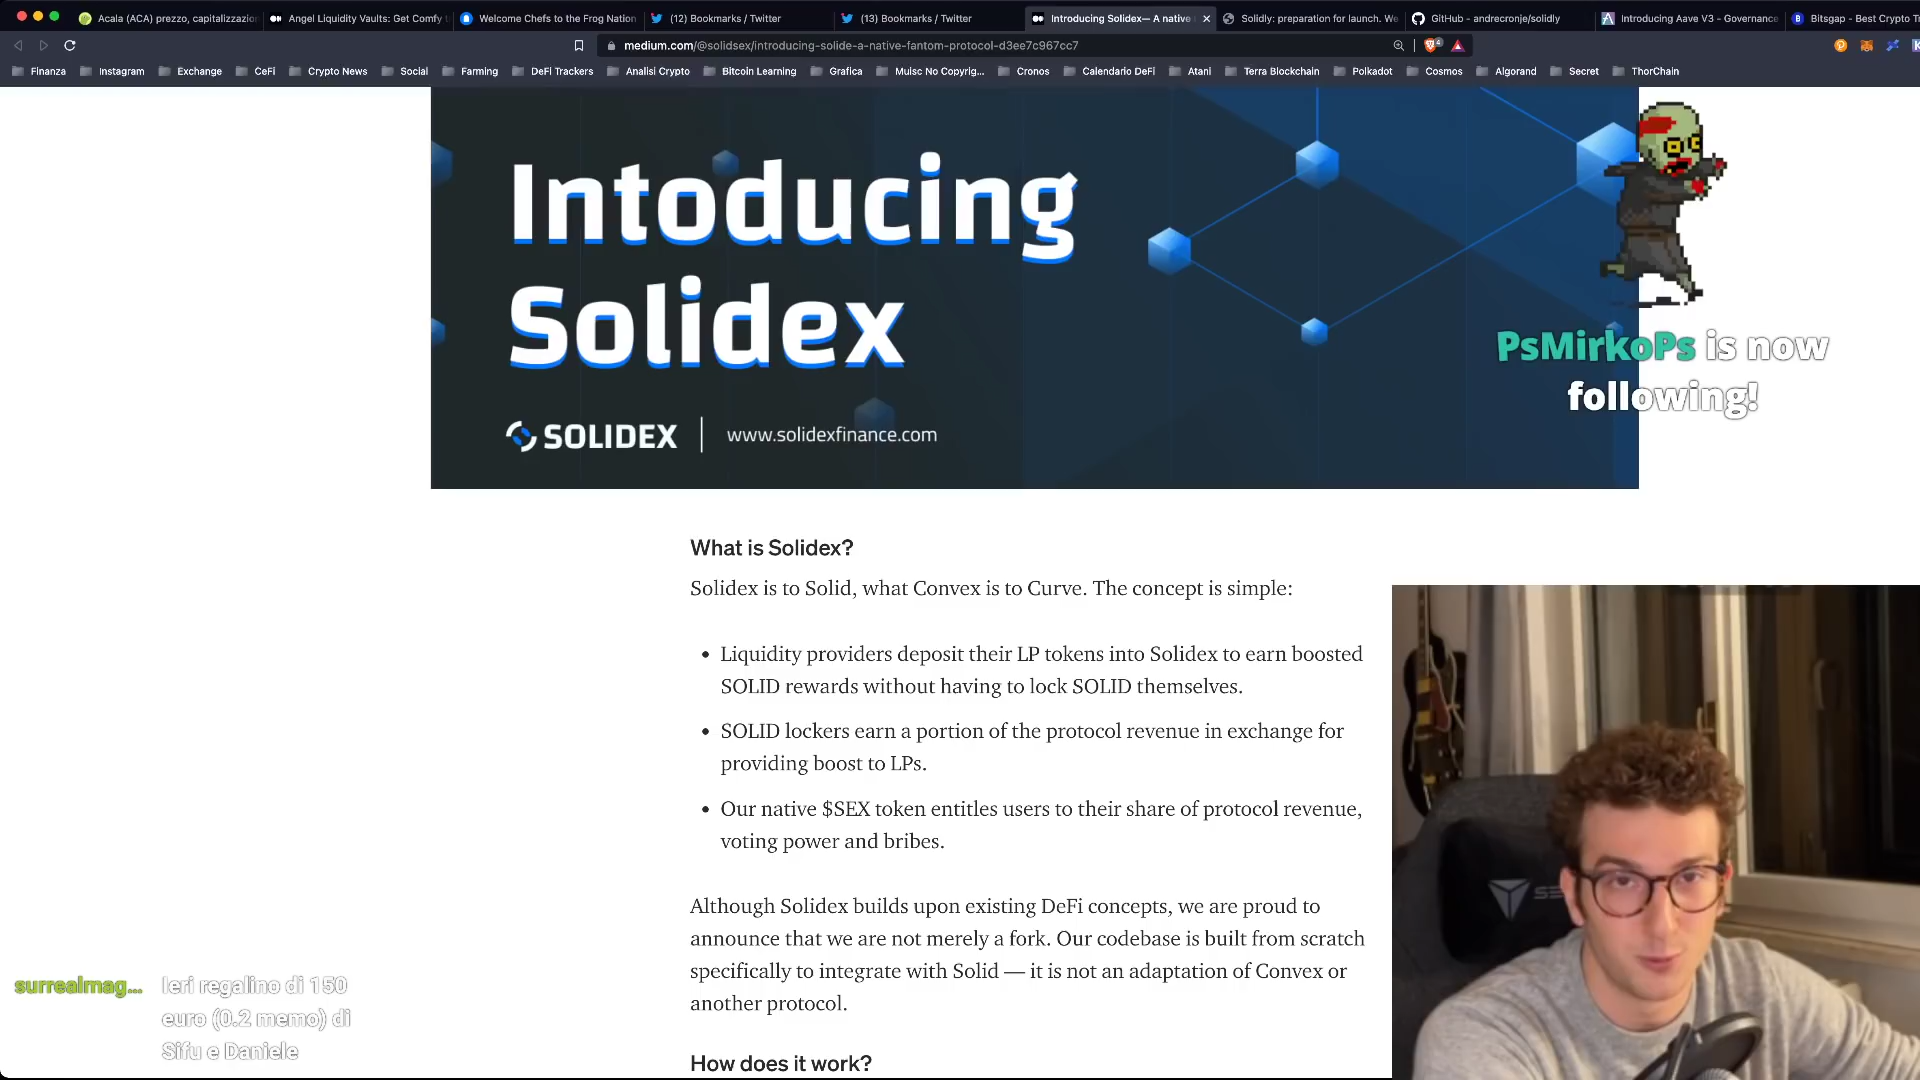 Acala (ACA) prezzo, capitalizzazion
Angel Liquidity Vaults: Get Comfy t
Welcome Chefs to the Frog Nation
(12) Bookmarks / Twitter
(13) Bookmarks / Twitter
Introducing Solidex— A native
Solidly: preparation for launch. We
GitHub - andrecronje/solidly
Introducing Aave V3 - Governance
Bitsgap - Best Crypto Tr
medium.com/@solidsex/introducing-solide-a-native-fantom-protocol-d3ee7c967cc7
Finanza
Instagram
Exchange
CeFi
Crypto News
Social
Farming
DeFi Trackers
Analisi Crypto
Bitcoin Learning
Grafica
Muisc No Copyrig...
Cronos
Calendario DeFi
Atani
Terra Blockchain
Polkadot
Cosmos
Algorand
Secret
ThorChain
Intoducing
Solidex
SOLIDEX
www.solidexfinance.com
PsMirkoPs is now
following!
What is Solidex?
Solidex is to Solid, what Convex is to Curve. The concept is simple:
• Liquidity providers deposit their LP tokens into Solidex to earn boosted
SOLID rewards without having to lock SOLID themselves.
• SOLID lockers earn a portion of the protocol revenue in exchange for
providing boost to LPs.
• Our native $SEX token entitles users to their share of protocol revenue,
voting power and bribes.
Although Solidex builds upon existing DeFi concepts, we are proud to
announce that we are not merely a fork. Our codebase is built from scratch
specifically to integrate with Solid — it is not an adaptation of Convex or
another protocol.
surrealmag... Ieri regalino di 150
euro (0.2 memo) di
Sifu e Daniele
How does it work?